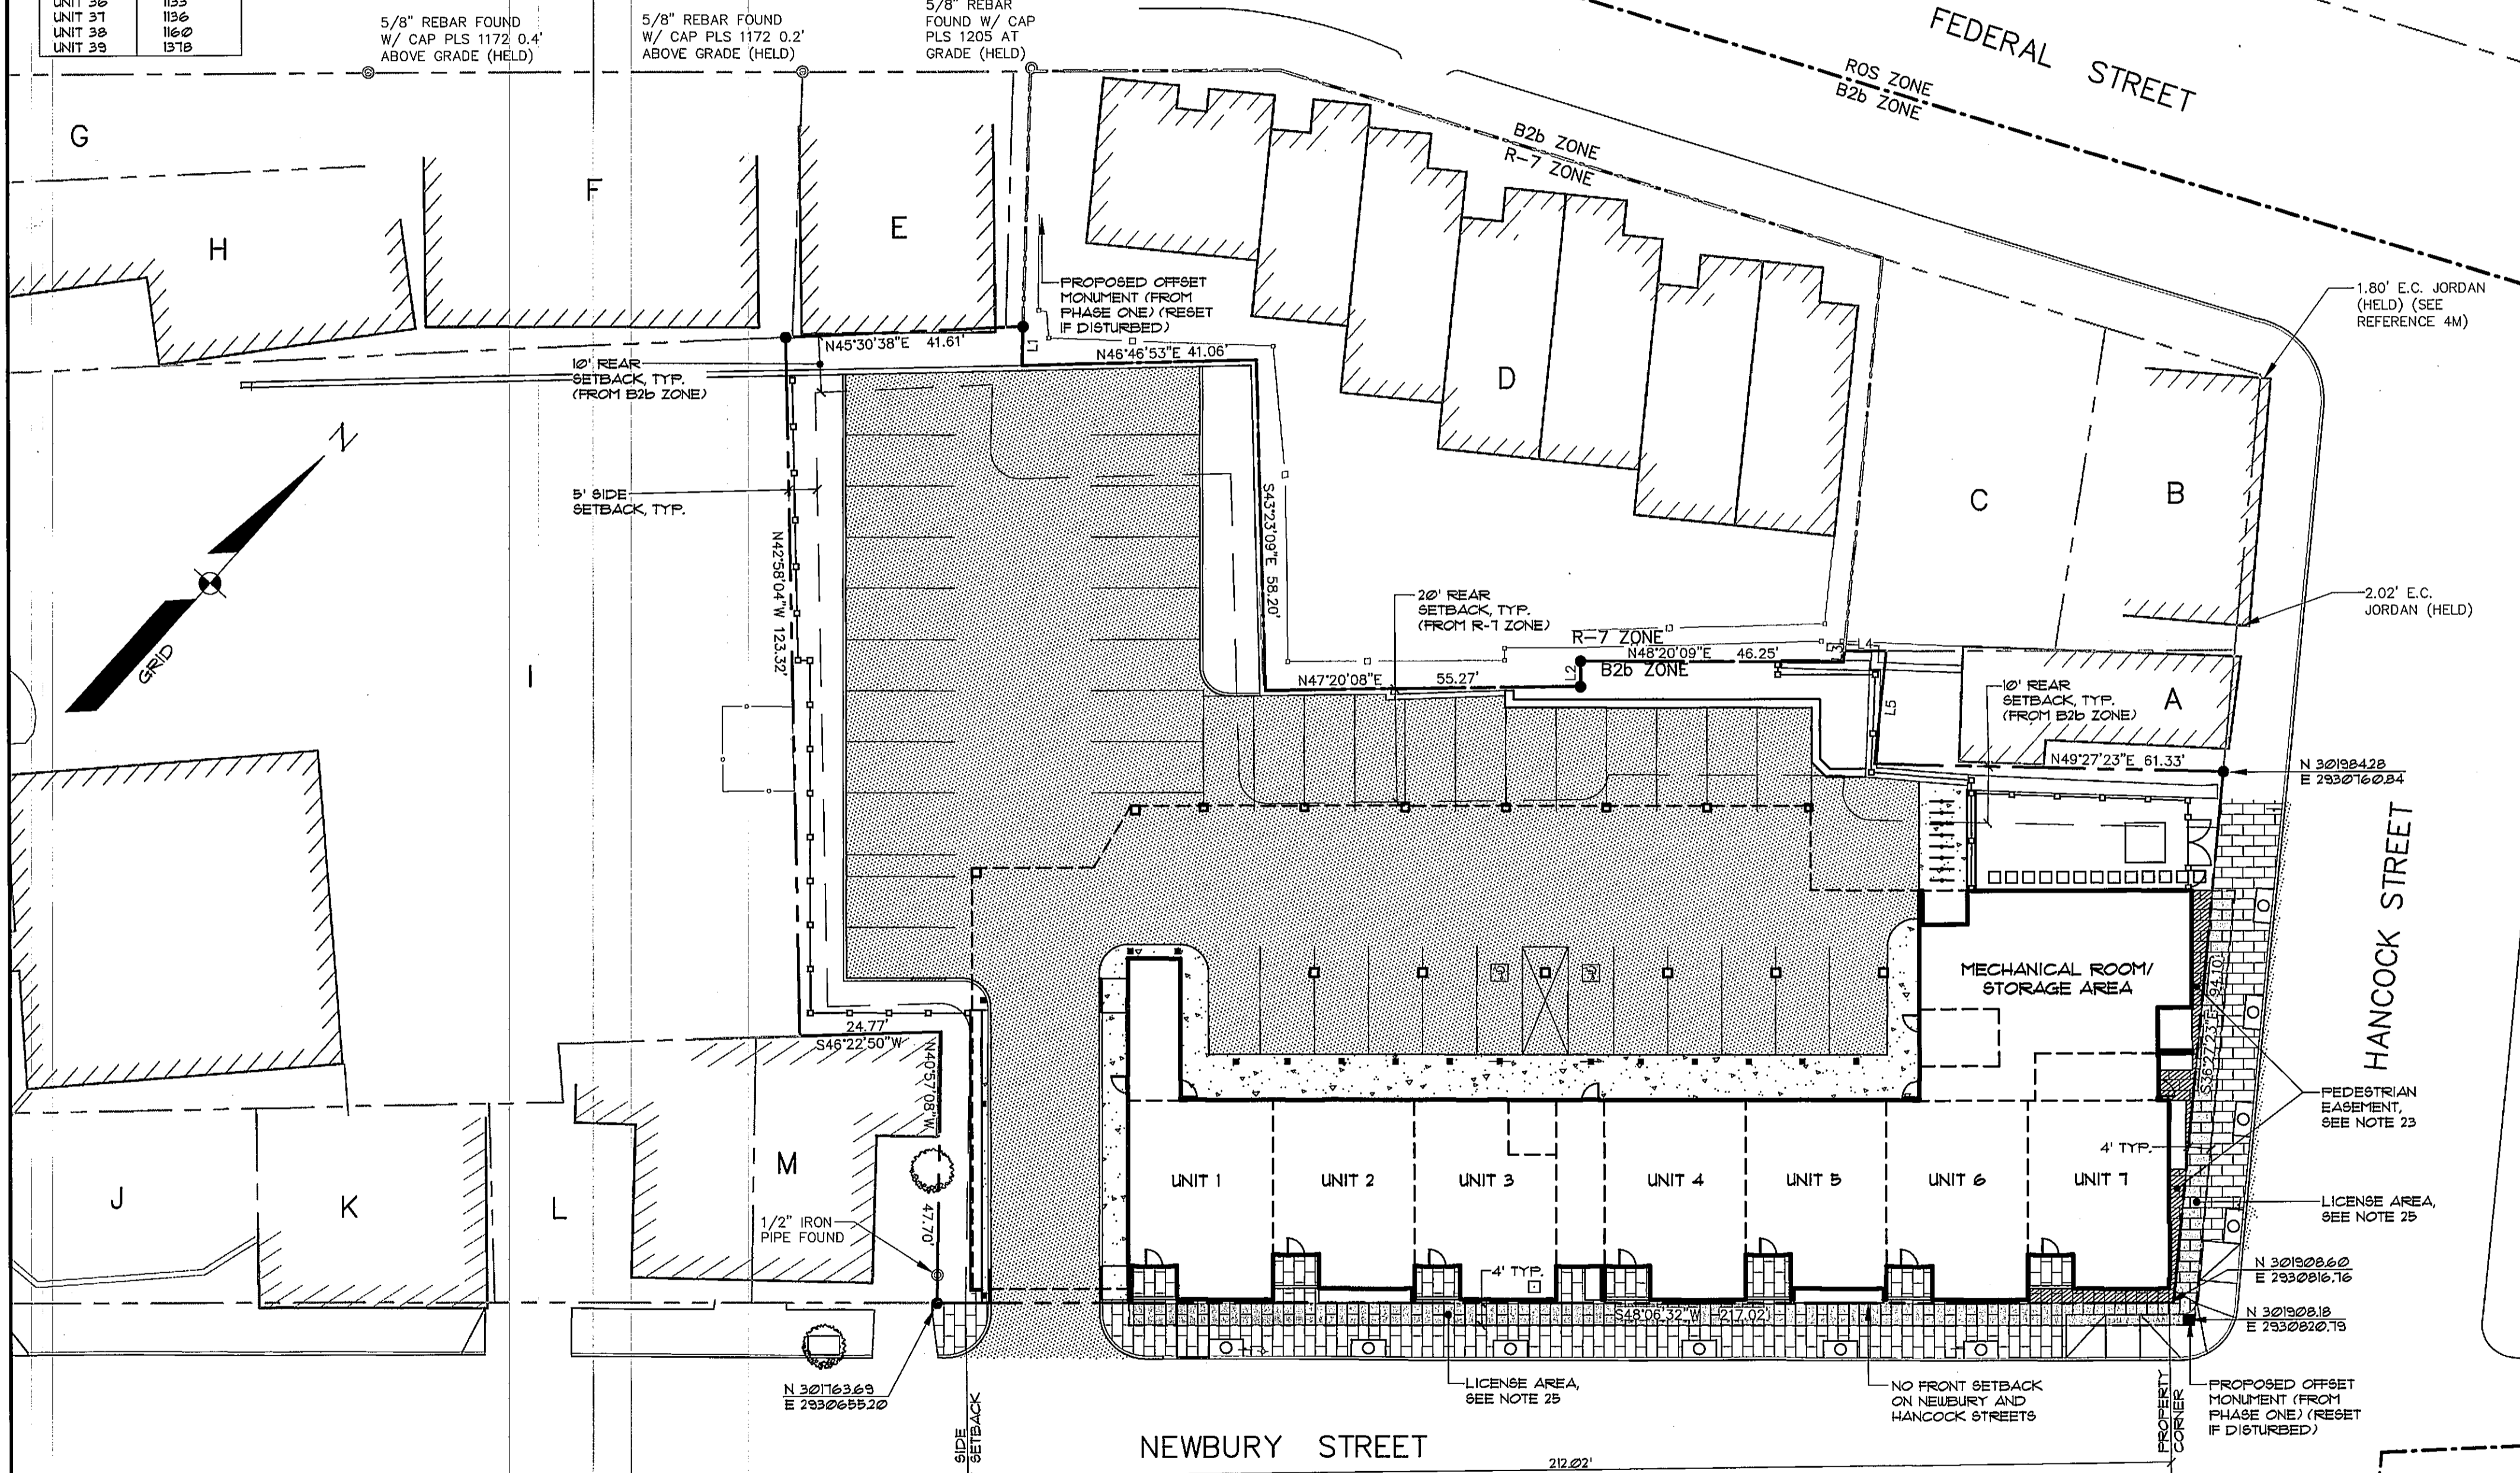 UNIT 36 1133
UNIT 37 1136
UNIT 38 1160
UNIT 39 1378
5/8" REBAR FOUND
W/ CAP PLS 1172 0.4'
ABOVE GRADE (HELD)
5/8" REBAR FOUND
W/ CAP PLS 1172 0.2'
ABOVE GRADE (HELD)
5/8" REBAR
FOUND W/ CAP
PLS 1205 AT
GRADE (HELD)
FEDERAL STREET
ROS ZONE
B2b ZONE
B2b ZONE
R-7 ZONE
G
H
F
E
D
C
B
A
PROPOSED OFFSET
MONUMENT (FROM
PHASE ONE) (RESET
IF DISTURBED)
1.80' E.C. JORDAN
(HELD) (SEE
REFERENCE 4M)
N45°30'38"E 41.61'
L1
N46°46'53"E 41.06'
10' REAR
SETBACK, TYP.
(FROM B2b ZONE)
N
GRID
5' SIDE
SETBACK, TYP.
N42°58'04"W 123.32'
S43°23'09"E 58.20'
20' REAR
SETBACK, TYP.
(FROM R-7 ZONE)
R-7 ZONE
N48°20'09"E 46.25'
B2b ZONE
L2
L3
L4
L5
N47°20'08"E 55.27'
2.02' E.C.
JORDAN (HELD)
10' REAR
SETBACK, TYP.
(FROM B2b ZONE)
N49°27'23"E 61.33'
N 301984.28
E 2930760.84
HANCOCK STREET
I
MECHANICAL ROOM/
STORAGE AREA
S36°27'23"E 94.10'
24.77'
S46°22'50"W
N40°57'08"W
47.70'
PEDESTRIAN
EASEMENT,
SEE NOTE 23
4' TYP.
J
K
L
M
UNIT 1
UNIT 2
UNIT 3
UNIT 4
UNIT 5
UNIT 6
UNIT 7
LICENSE AREA,
SEE NOTE 25
1/2" IRON
PIPE FOUND
4' TYP.
S48°06'32"W (217.02')
N 301908.60
E 2930816.76
N 301908.18
E 2930820.79
N 301763.69
E 2930655.20
LICENSE AREA,
SEE NOTE 25
NO FRONT SETBACK
ON NEWBURY AND
HANCOCK STREETS
PROPOSED OFFSET
MONUMENT (FROM
PHASE ONE) (RESET
IF DISTURBED)
SIDE
SETBACK
NEWBURY STREET
PROPERTY
CORNER
212.02'